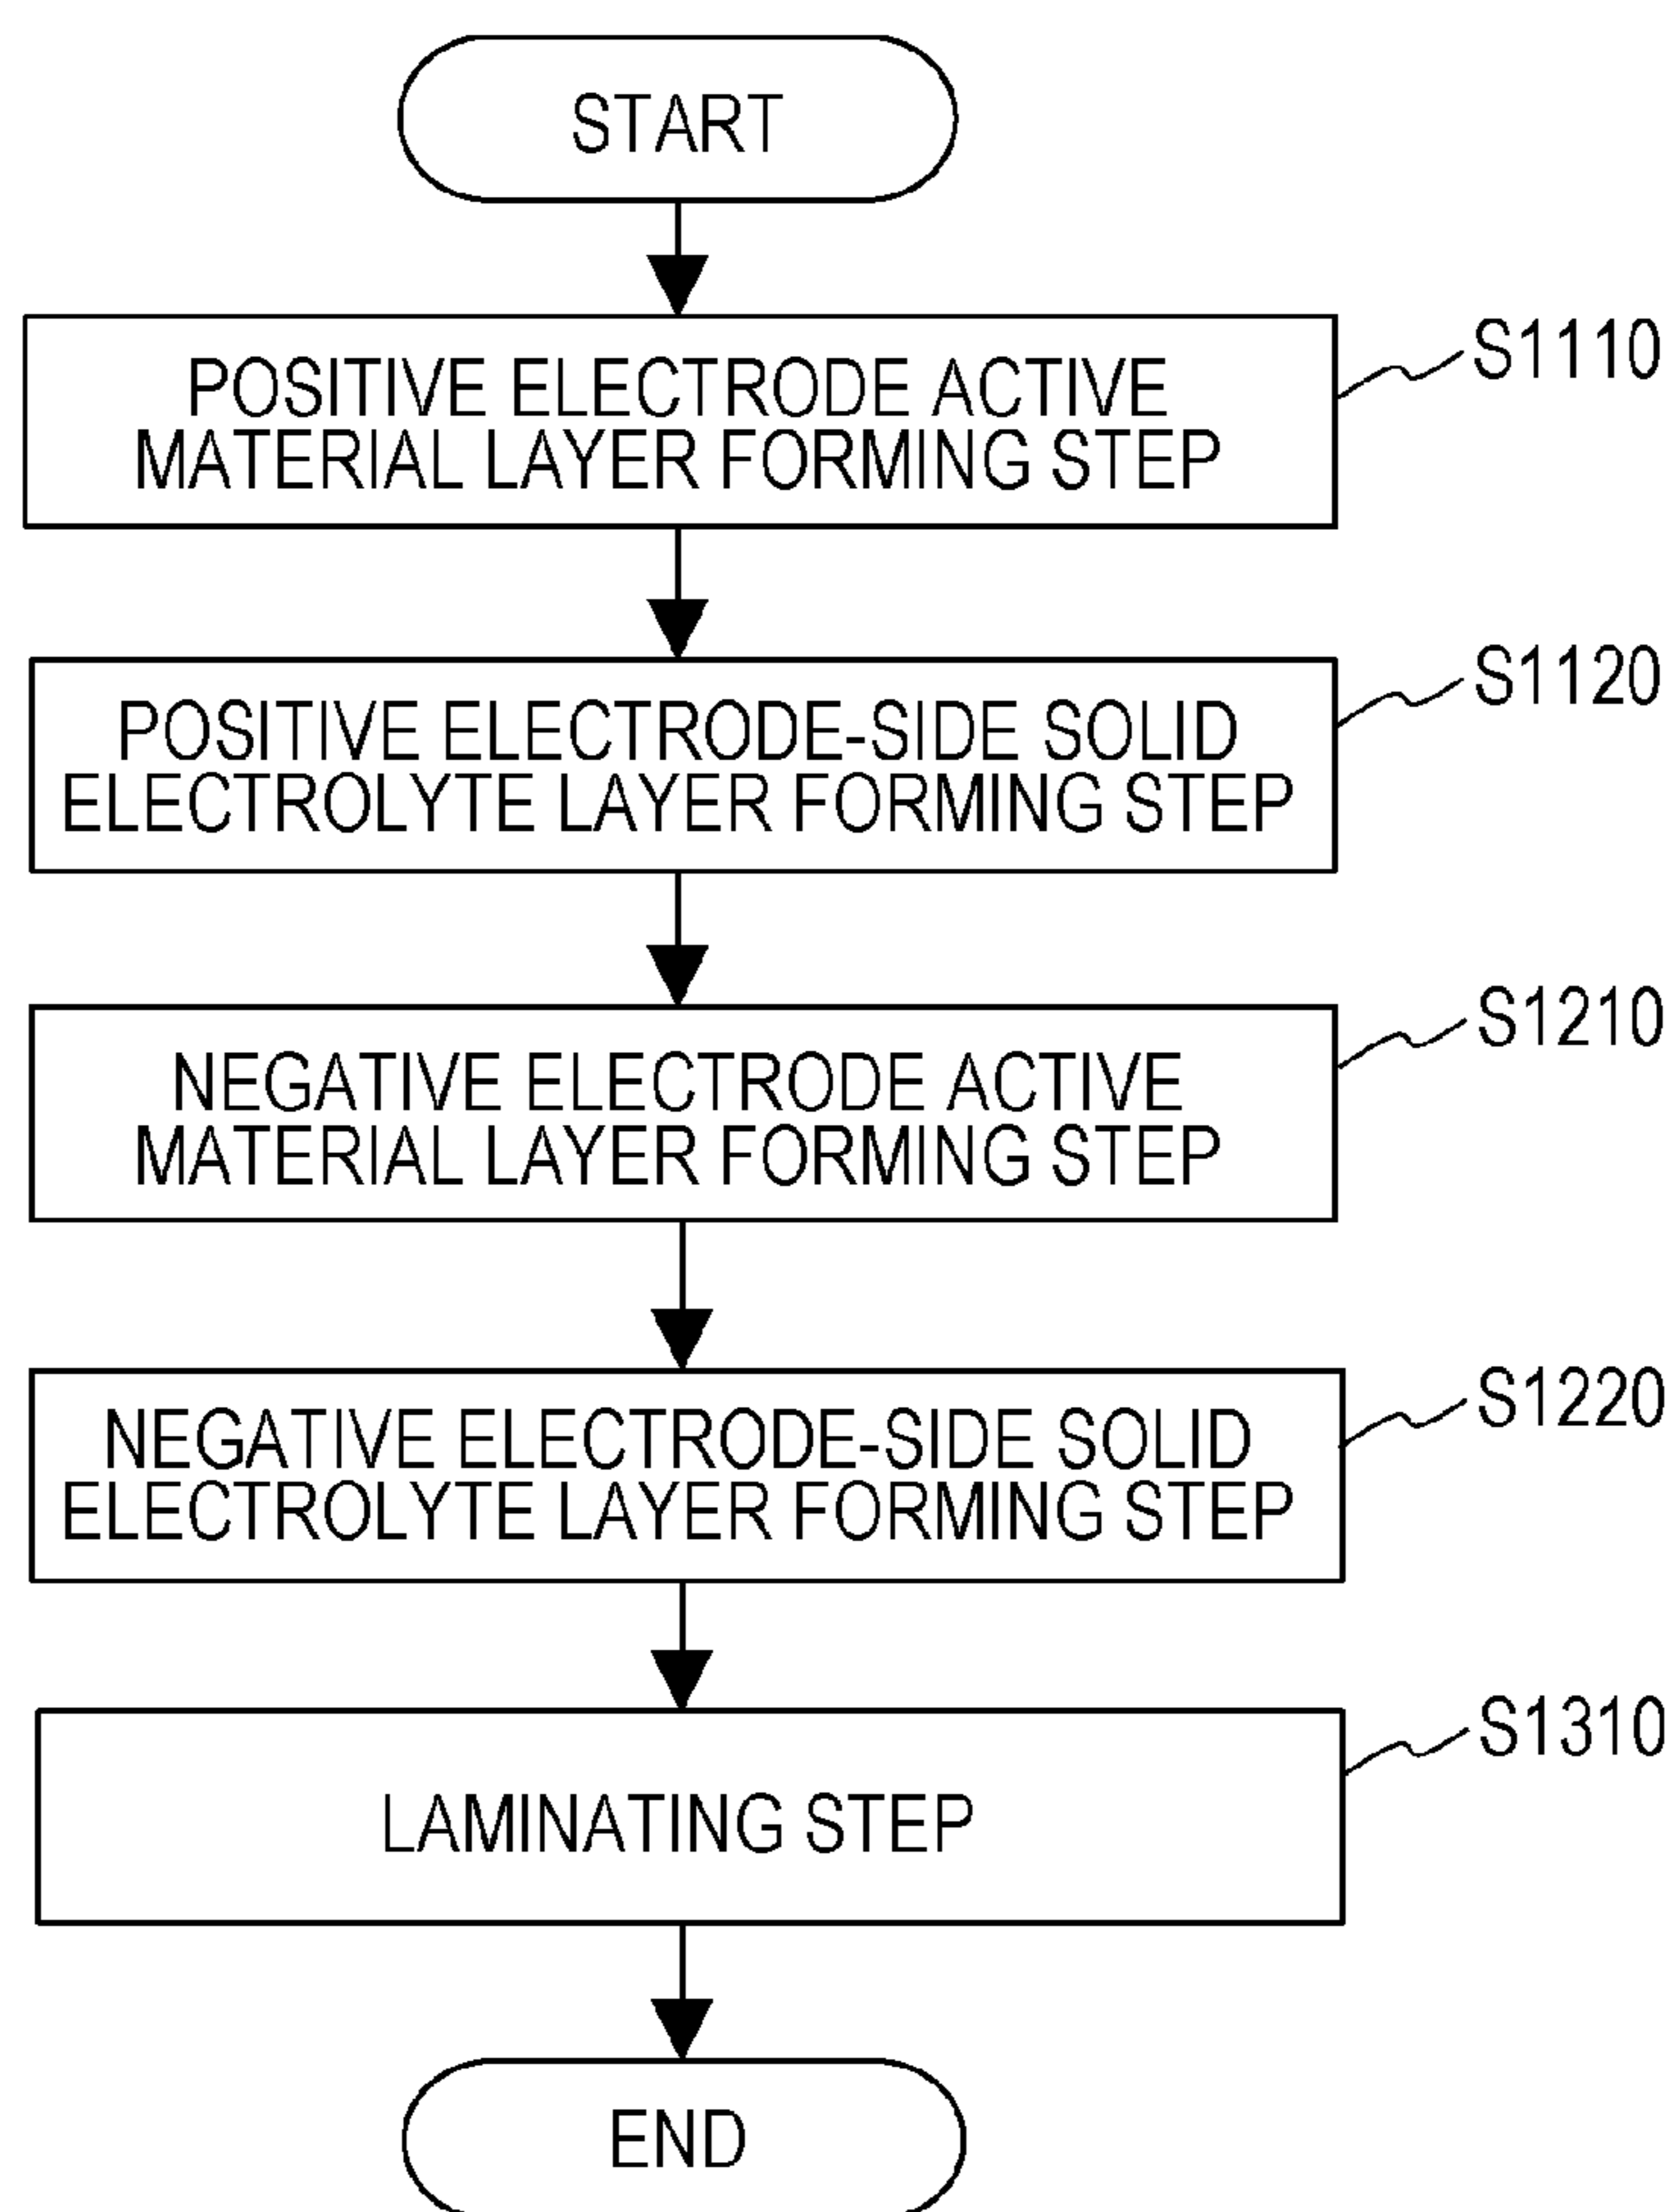 START
POSITIVE ELECTRODE ACTIVE
MATERIAL LAYER FORMING STEP
S1110
POSITIVE ELECTRODE-SIDE SOLID
ELECTROLYTE LAYER FORMING STEP
S1120
NEGATIVE ELECTRODE ACTIVE
MATERIAL LAYER FORMING STEP
S1210
NEGATIVE ELECTRODE-SIDE SOLID
ELECTROLYTE LAYER FORMING STEP
S1220
LAMINATING STEP
S1310
END